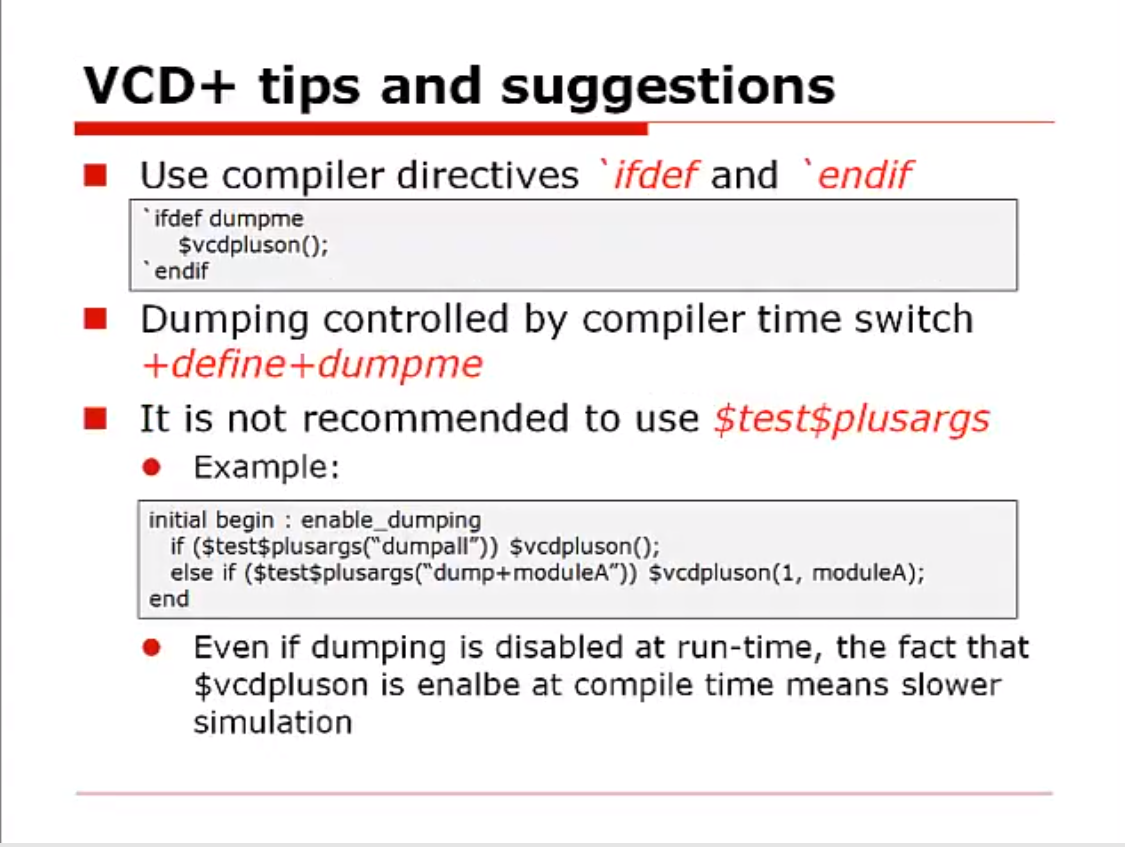 VCD+ tips and suggestions
Use compiler directives `ifdef and `endif
`ifdef dumpme
$vcdpluson();
`endif
Dumping controlled by compiler time switch
+define+dumpme
It is not recommended to use $test$plusargs
Example:
initial begin : enable_dumping
if ($test$plusargs(“dumpall”)) $vcdpluson();
else if ($test$plusargs(“dump+moduleA”)) $vcdpluson(1, moduleA);
end
Even if dumping is disabled at run-time, the fact that
$vcdpluson is enalbe at compile time means slower
simulation